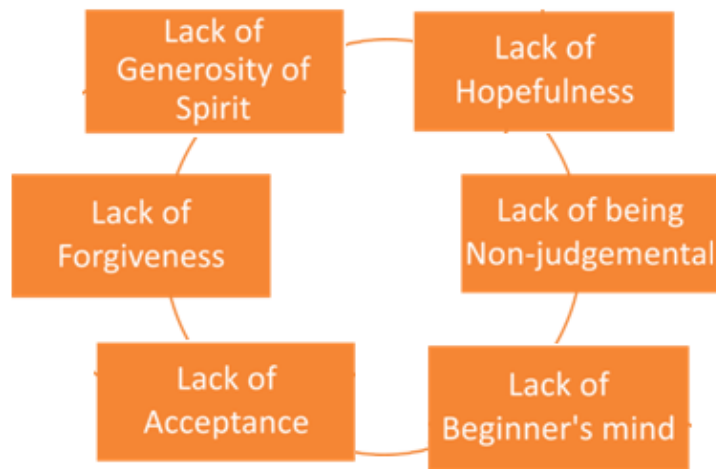 Lack of
Generosity of
Spirit
Lack of
Hopefulness
Lack of being
Non-judgemental
Lack of
Beginner's mind
Lack of
Acceptance
Lack of
Forgiveness